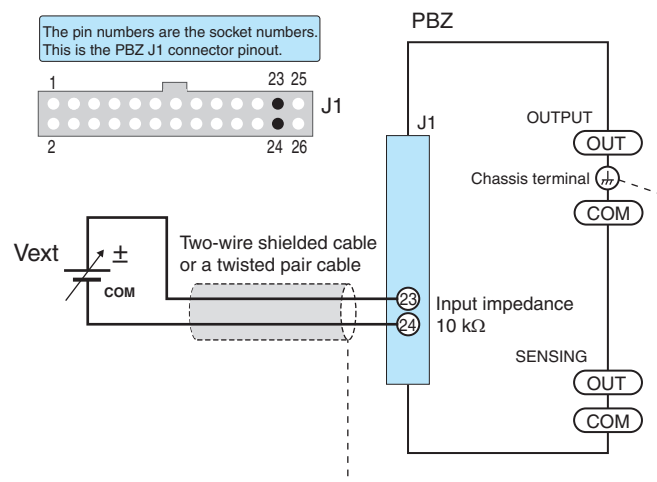 The pin numbers are the socket numbers.
This is the PBZ J1 connector pinout.
PBZ
1
23 25
J1
2
24 26
J1
OUTPUT
OUT
Chassis terminal
COM
Vext
±
COM
Two-wire shielded cable
or a twisted pair cable
23
24
Input impedance
10 kΩ
SENSING
OUT
COM